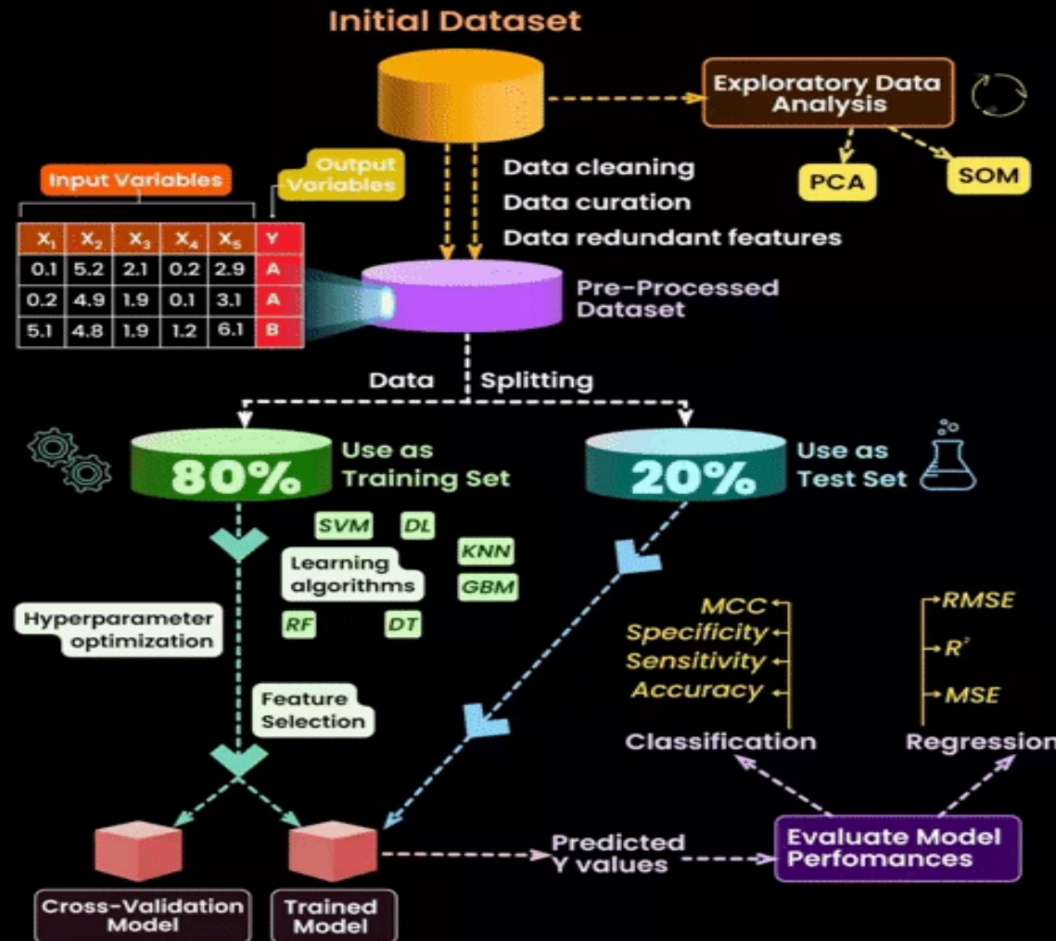 Initial Dataset
Exploratory Data
Analysis
PCA
SOM
Data cleaning
Data curation
Data redundant features
Input Variables
Output
Variables
X₁ X₂ X₃ X₄ X₅ Y
0.1 5.2 2.1 0.2 2.9 A
0.2 4.9 1.9 0.1 3.1 A
5.1 4.8 1.9 1.2 6.1 B
Pre-Processed
Dataset
Data Splitting
80%
Use as
Training Set
20%
Use as
Test Set
SVM
DL
KNN
GBM
Learning
algorithms
RF
DT
Hyperparameter
optimization
Feature
Selection
MCC
Specificity
Sensitivity
Accuracy
Classification
RMSE
R²
MSE
Regression
Cross-Validation
Model
Trained
Model
Predicted
Y values
Evaluate Model
Perfomances